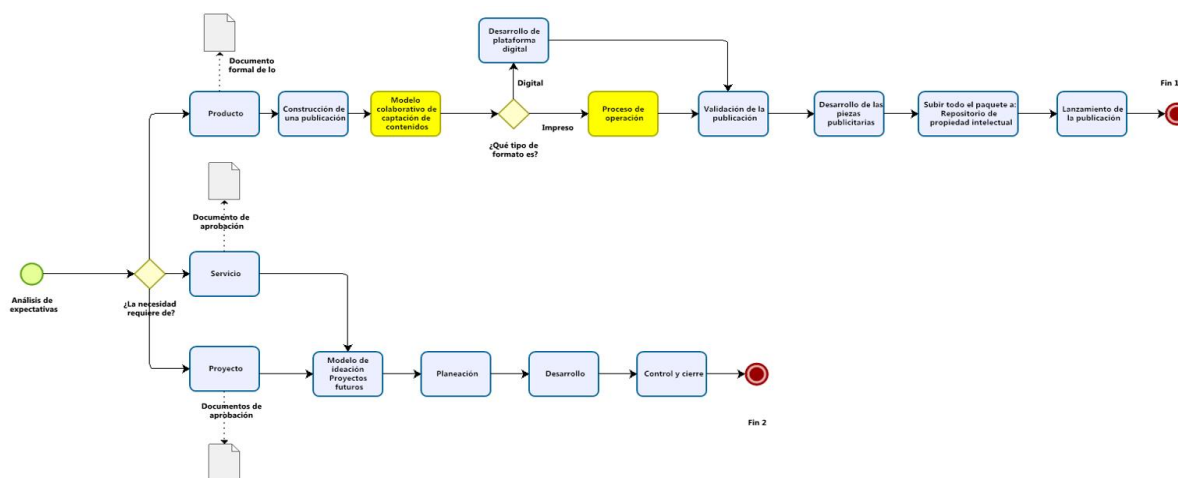 Documento
formal de lo
Producto
Construcción de
una publicación
Modelo
colaborativo de
captación de
contenidos
Desarrollo de
plataforma
digital
Digital
¿Qué tipo de
formato es?
Impreso
Proceso de
operación
Validación de la
publicación
Desarrollo de las
piezas
publicitarias
Subir todo el paquete a:
Repositorio de
propiedad intelectual
Lanzamiento de
la publicación
Fin 1
Documento de
aprobación
Servicio
Análisis de
expectativas
¿La necesidad
requiere de?
Proyecto
Documentos de
aprobación
Modelo de
ideación
Proyectos
futuros
Planeación
Desarrollo
Control y cierre
Fin 2